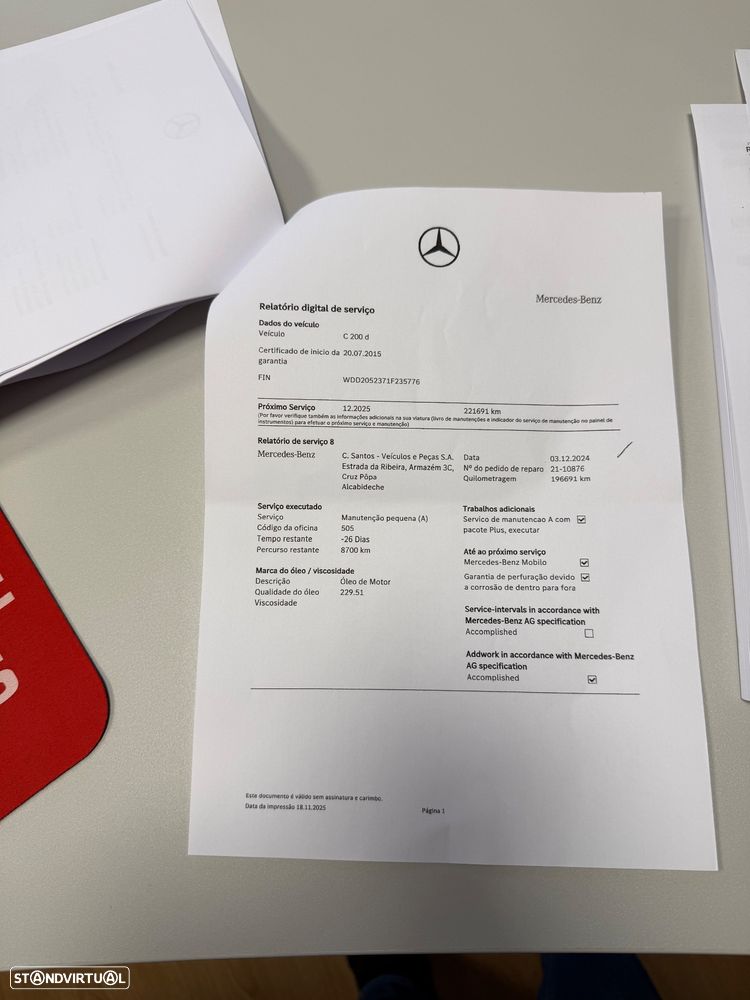 Mercedes-Benz
Relatório digital de serviço
Dados do veículo
Veículo C 200 d
Certificado de inicio da 20.07.2015
garantia
FIN WDD2052371F235776
Próximo Serviço 12.2025 221691 km
(Por favor verifique também as informações adicionais na sua viatura (livro de manutenções e indicador do serviço de manutenção no painel de
instrumentos) para efetuar o próximo serviço e manutenção)
Relatório de serviço 8
Mercedes-Benz C. Santos - Veículos e Peças S.A. Data 03.12.2024
Estrada da Ribeira, Armazém 3C, Nº do pedido de reparo 21-10876
Cruz Pôpa Quilometragem 196691 km
Alcabideche
Serviço executado Trabalhos adicionais
Serviço Manutenção pequena (A) Servico de manutencao A com
Código da oficina 505 pacote Plus, executar
Tempo restante -26 Dias
Percurso restante 8700 km Até ao próximo serviço
Mercedes-Benz Mobilo
Marca do óleo / viscosidade Garantia de perfuração devido
Descrição Óleo de Motor a corrosão de dentro para fora
Qualidade do óleo 229.51
Viscosidade
Service-intervals in accordance with
Mercedes-Benz AG specification
Accomplished
Addwork in accordance with Mercedes-Benz
AG specification
Accomplished
Este documento é válido sem assinatura e carimbo.
Data da impressão 18.11.2025 Página 1
STANDVIRTUAL